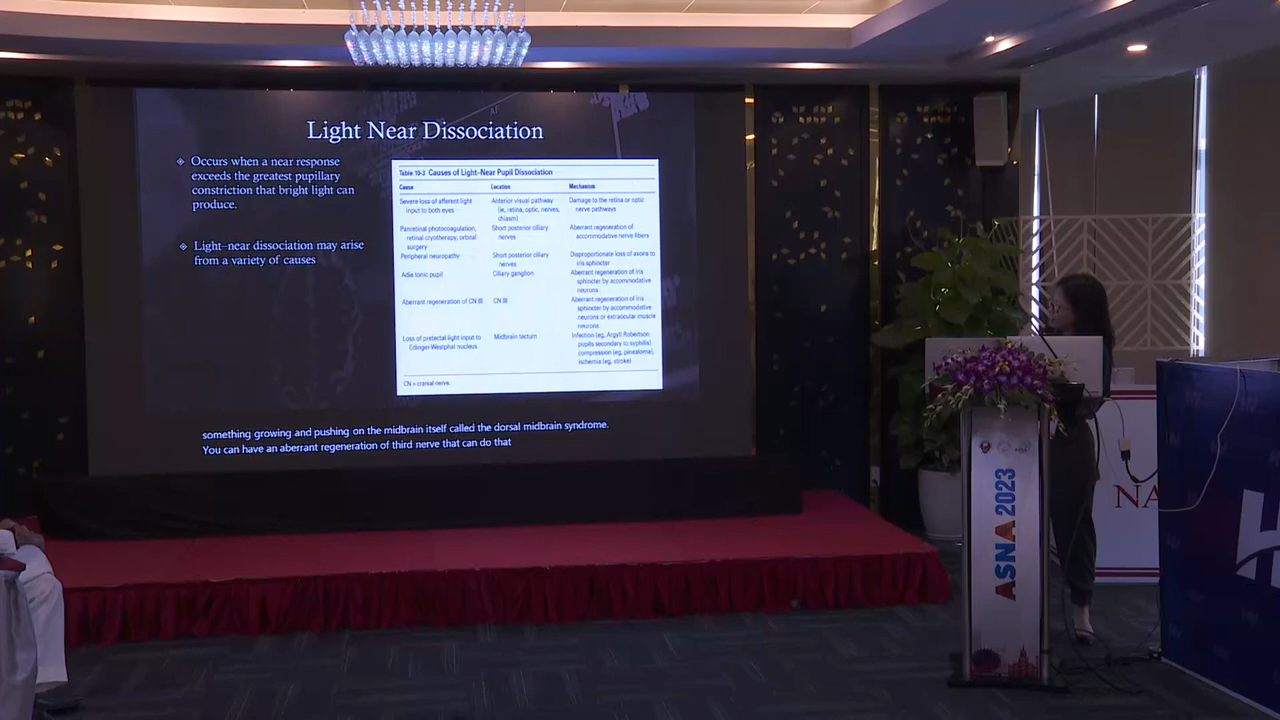 Light Near Dissociation
Occurs when a near response
exceeds the greatest pupillary
constriction that bright light can
produce.
Light–near dissociation may arise
from a variety of causes
Table 10-3 Causes of Light–Near Pupil Dissociation
Cause Location Mechanism
Severe loss of afferent light
input to both eyes
Anterior visual pathway
(ie, retina, optic, nerves,
chiasm)
Damage to the retina or optic
nerve pathways
Panretinal photocoagulation,
retinal cryotherapy, orbital
surgery
Short posterior ciliary
nerves
Aberrant regeneration of
accommodative nerve fibers
Peripheral neuropathy
Short posterior ciliary
nerves
Disproportionate loss of axons to
iris sphincter
Adie tonic pupil
Ciliary ganglion
Aberrant regeneration of iris
sphincter by accommodative
neurons
Aberrant regeneration of CN III
CN III
Aberrant regeneration of iris
sphincter by accommodative
neurons or extraocular muscle
neurons
Loss of pretectal light input to
Edinger-Westphal nucleus
Midbrain tectum
Infection (eg, Argyll Robertson
pupils secondary to syphilis)
compression (eg, pinealoma),
ischemia (eg, stroke)
CN = cranial nerve.
something growing and pushing on the midbrain itself called the dorsal midbrain syndrome.
You can have an aberrant regeneration of third nerve that can do that
ASNA 2023
NA
H